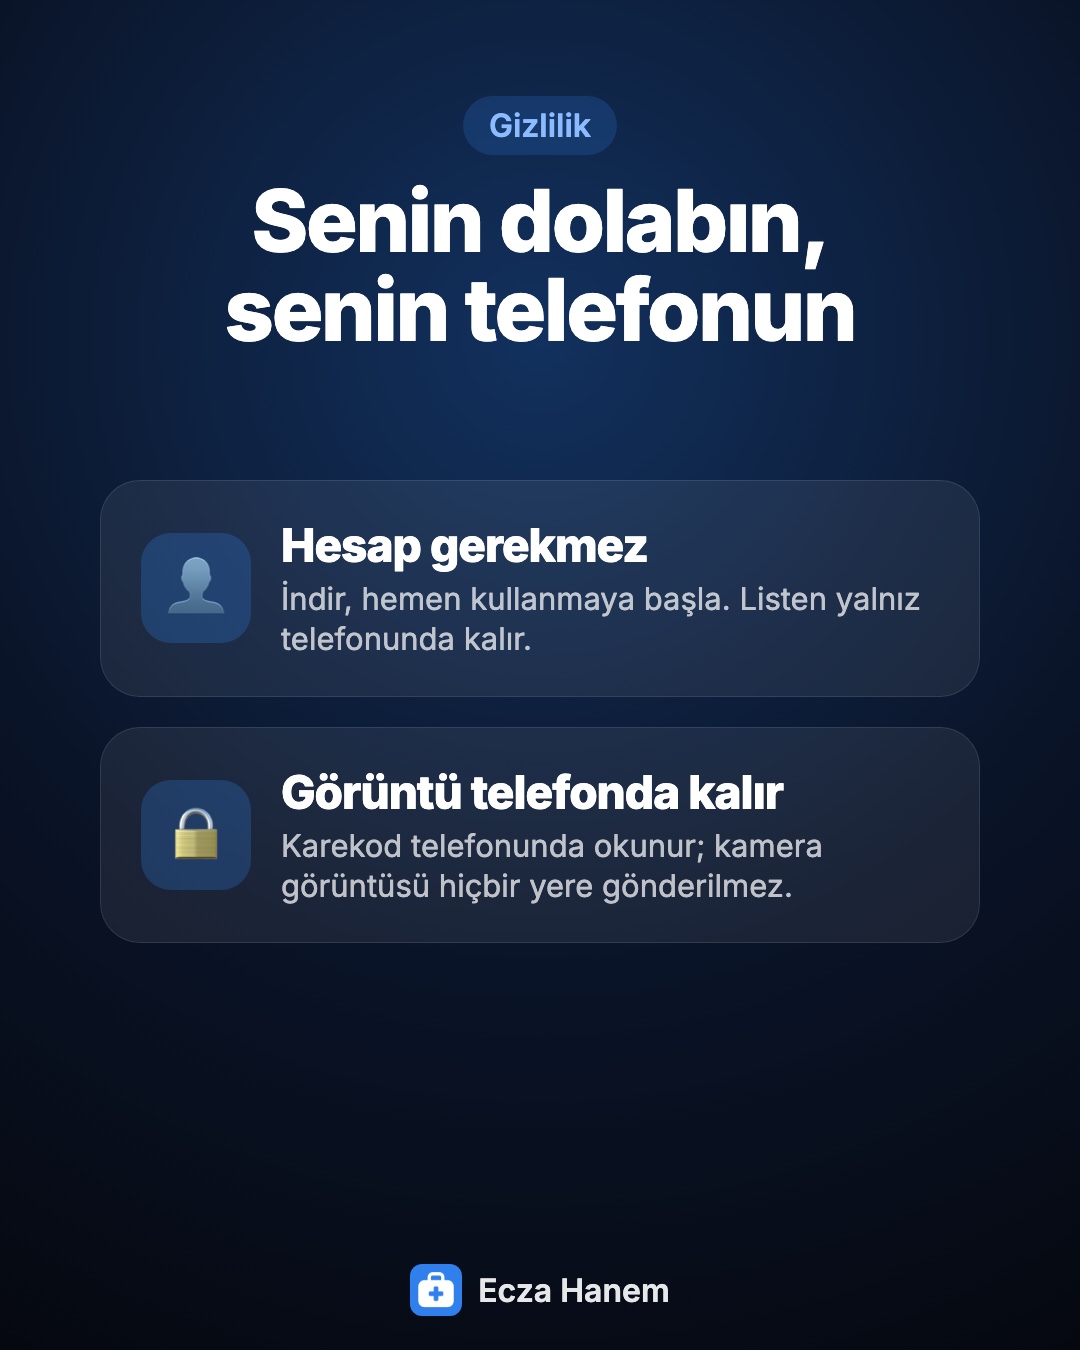 Gizlilik
Senin dolabın,
senin telefonun
Hesap gerekmez
İndir, hemen kullanmaya başla. Listen yalnız
telefonunda kalır.
Görüntü telefonda kalır
Karekod telefonunda okunur; kamera
görüntüsü hiçbir yere gönderilmez.
Ecza Hanem